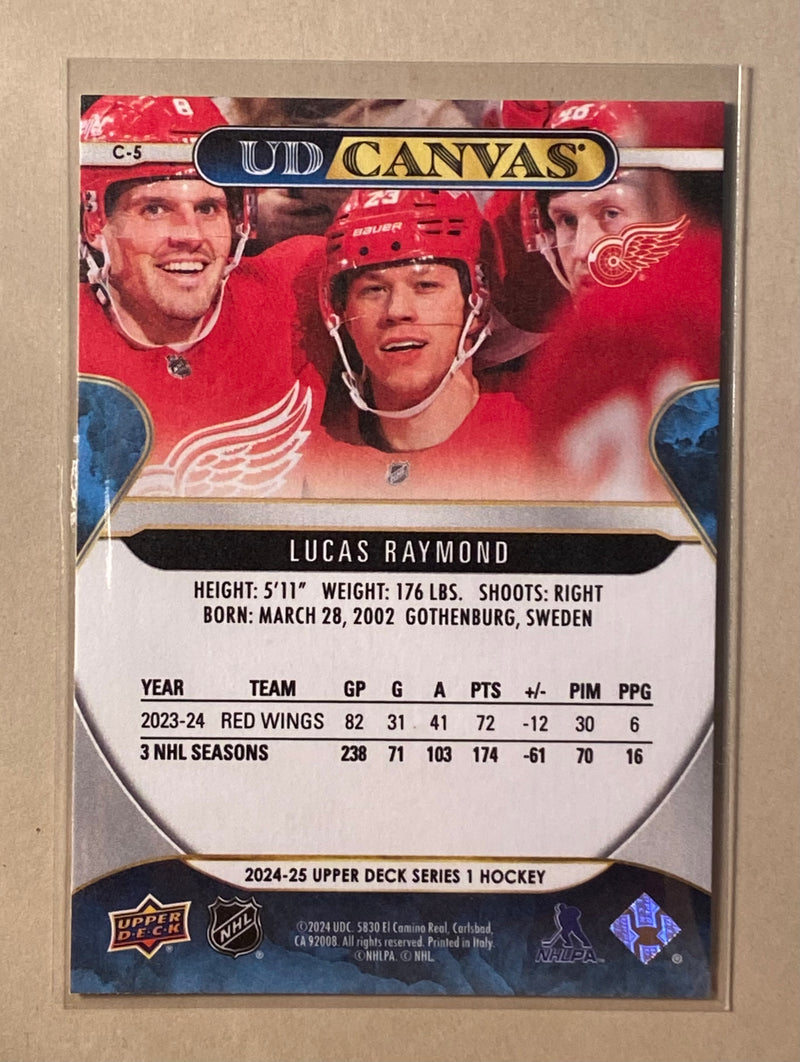 8
C-5
UD CANVAS
23
BAUER
LUCAS RAYMOND
HEIGHT: 5'11" WEIGHT: 176 LBS. SHOOTS: RIGHT
BORN: MARCH 28, 2002 GOTHENBURG, SWEDEN
YEAR TEAM GP G A PTS +/- PIM PPG
2023-24 RED WINGS 82 31 41 72 -12 30 6
3 NHL SEASONS 238 71 103 174 -61 70 16
2024-25 UPPER DECK SERIES 1 HOCKEY
UPPER
D·E·C·K
NHL
©2024 UDC. 5830 El Camino Real, Carlsbad,
CA 92008. All rights reserved. Printed in Italy.
©NHLPA. © NHL.
NHLPA